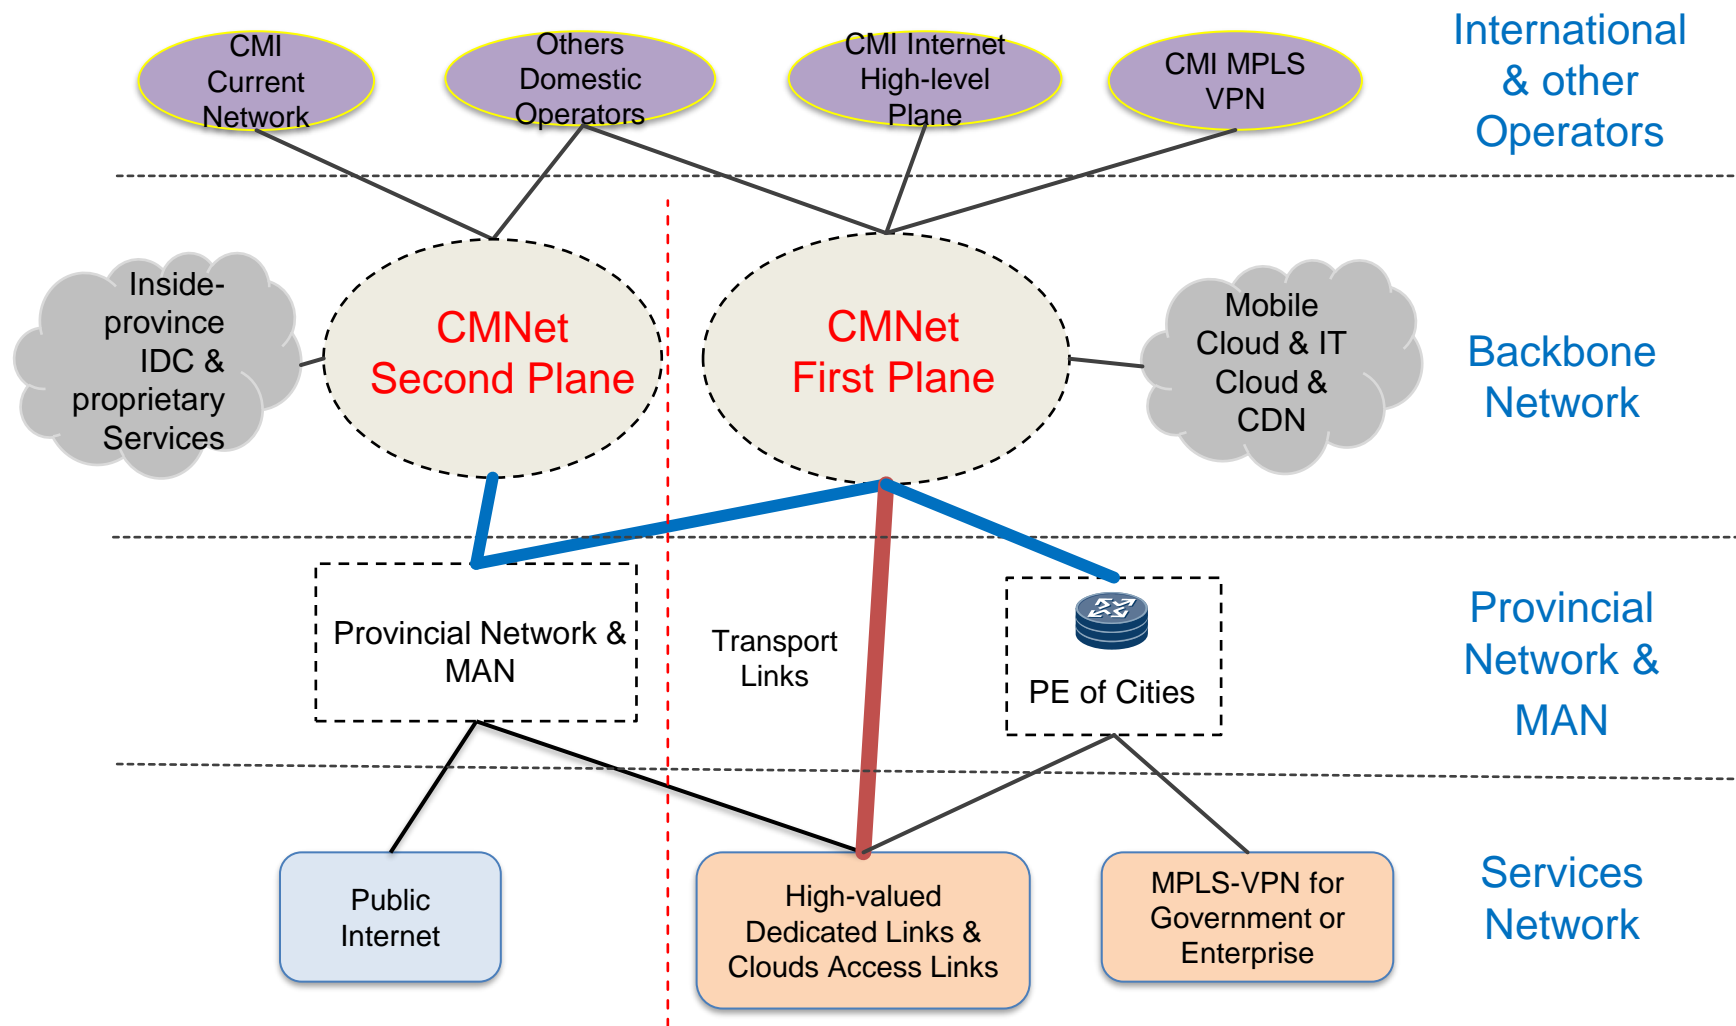 CMI
Current
Network
Others
Domestic
Operators
CMI Internet
High-level
Plane
CMI MPLS
VPN
International
& other
Operators
Inside-
province
IDC &
proprietary
Services
CMNet
Second Plane
CMNet
First Plane
Mobile
Cloud & IT
Cloud &
CDN
Backbone
Network
Provincial Network &
MAN
Transport
Links
PE of Cities
Provincial
Network &
MAN
Public
Internet
High-valued
Dedicated Links &
Clouds Access Links
MPLS-VPN for
Government or
Enterprise
Services
Network